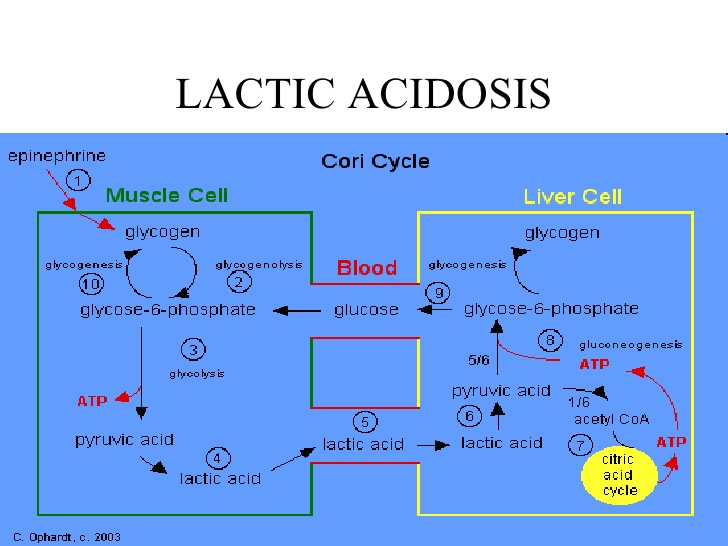 LACTIC ACIDOSIS
epinephrine
Cori Cycle
1
Muscle Cell
Liver Cell
glycogen
glycogen
glycogenesis
glycogenolysis
Blood
glycogenesis
10
2
9
glycose-6-phosphate
glucose
glycose-6-phosphate
3
8
gluconeogenesis
glycolysis
5/6
ATP
ATP
pyruvic acid
1/6
acetyl CoA
5
6
pyruvic acid
lactic acid
lactic acid
7
ATP
4
citric
acid
cycle
lactic acid
C. Ophardt, c. 2003